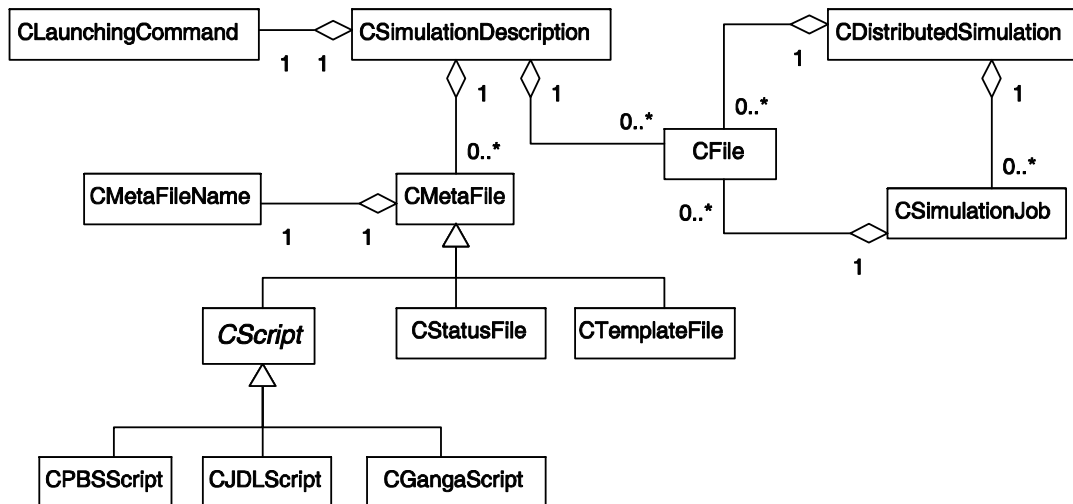 CLaunchingCommand
CSimulationDescription
CDistributedSimulation
1
1
1
1
1
1
0..*
0..*
0..*
0..*
CFile
CMetaFileName
CMetaFile
CSimulationJob
0..*
1
1
1
CScript
CStatusFile
CTemplateFile
CPBSScript
CJDLScript
CGangaScript